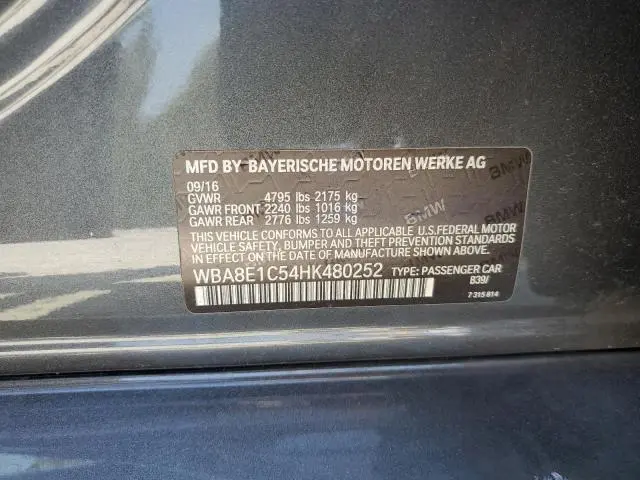 MFD BY BAYERISCHE MOTOREN WERKE AG
09/16
GVWR 4795 lbs 2175 kg
GAWR FRONT 2240 lbs 1016 kg
GAWR REAR 2776 lbs 1259 kg
THIS VEHICLE CONFORMS TO ALL APPLICABLE U.S.FEDERAL MOTOR
VEHICLE SAFETY, BUMPER AND THEFT PREVENTION STANDARDS
IN EFFECT ON THE DATE OF MANUFACTURE SHOWN ABOVE.
WBA8E1C54HK480252 TYPE: PASSENGER CAR
B39/
7 315 814
BMW
BMW